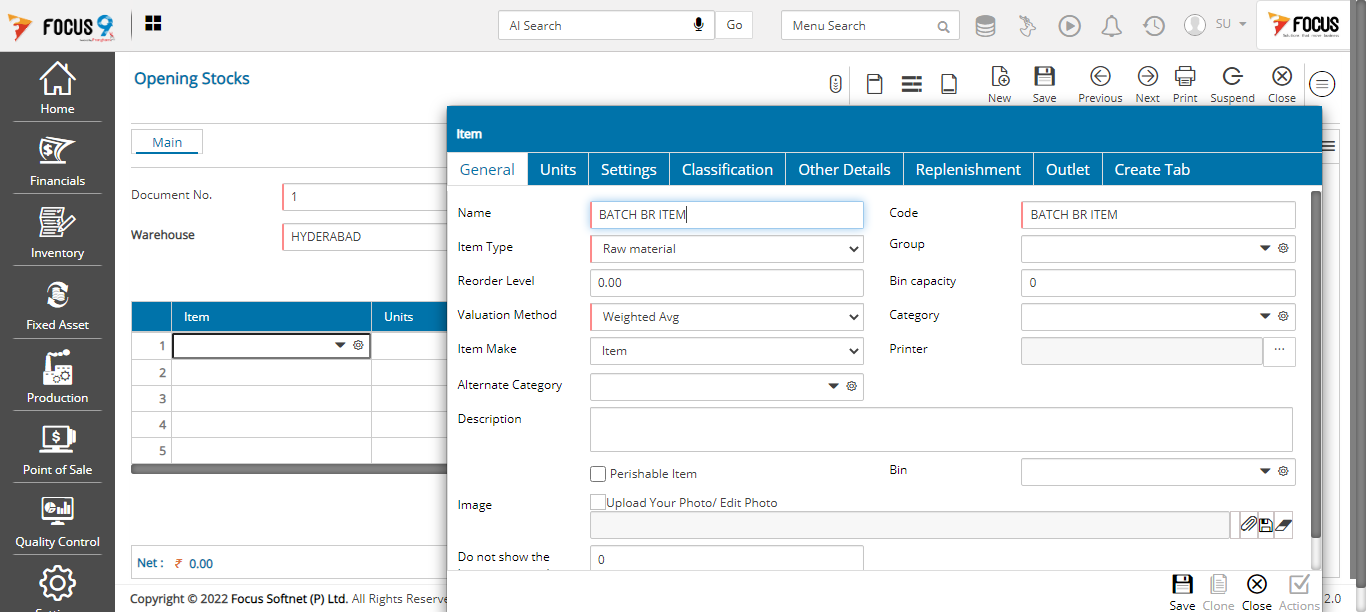 FOCUS 9
AI Search
Go
Menu Search
SU
FOCUS
Home
Financials
Inventory
Fixed Asset
Production
Point of Sale
Quality Control
Opening Stocks
New
Save
Previous
Next
Print
Suspend
Close
Main
Document No.
1
Warehouse
HYDERABAD
Item
Units
1
2
3
4
5
Net : ₹ 0.00
Copyright © 2022 Focus Softnet (P) Ltd. All Rights Reserve
2.0
Item
General
Units
Settings
Classification
Other Details
Replenishment
Outlet
Create Tab
Name
BATCH BR ITEM
Code
BATCH BR ITEM
Item Type
Raw material
Group
Reorder Level
0.00
Bin capacity
0
Valuation Method
Weighted Avg
Category
Item Make
Item
Printer
...
Alternate Category
Description
Perishable Item
Bin
Image
Upload Your Photo/ Edit Photo
Do not show the
0
Save
Clone
Close
Actions